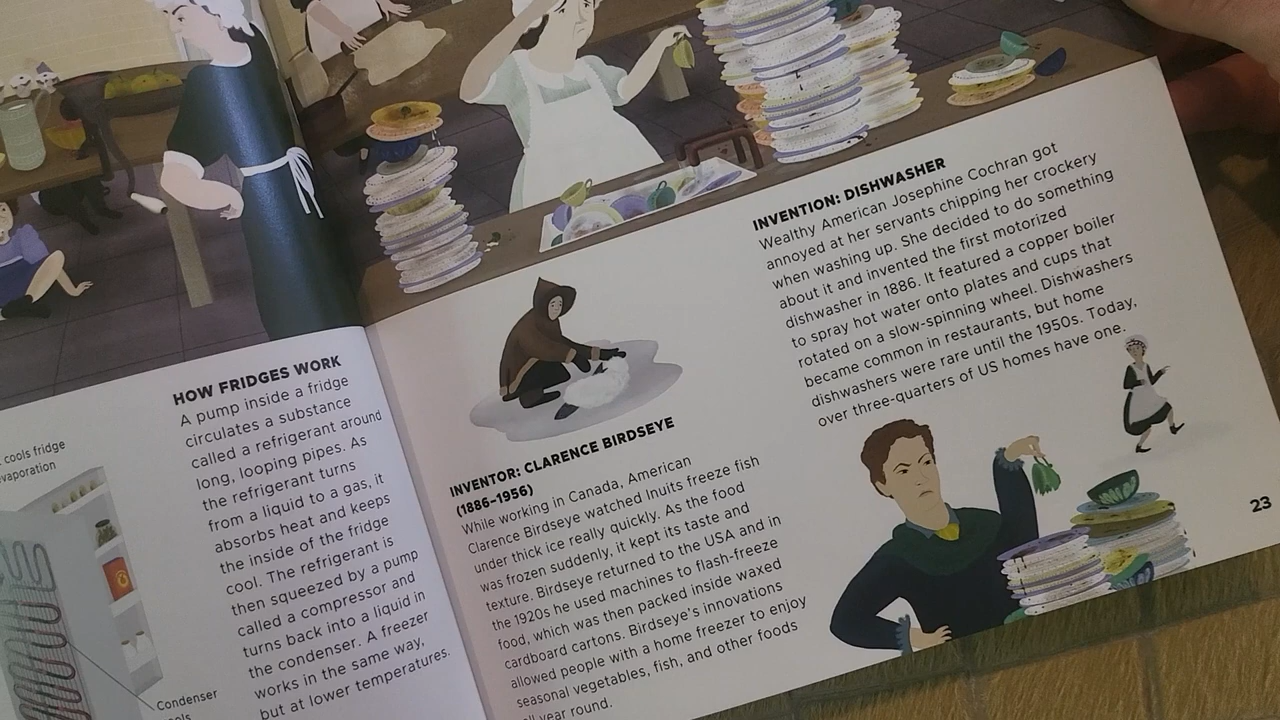 cools fridge
evaporation
Condenser
HOW FRIDGES WORK
A pump inside a fridge
circulates a substance
called a refrigerant around
long, looping pipes. As
the refrigerant turns
from a liquid to a gas, it
absorbs heat and keeps
the inside of the fridge
cool. The refrigerant is
then squeezed by a pump
called a compressor and
turns back into a liquid in
the condenser. A freezer
works in the same way,
but at lower temperatures.
INVENTOR: CLARENCE BIRDSEYE
(1886–1956)
While working in Canada, American
Clarence Birdseye watched Inuits freeze fish
under thick ice really quickly. As the food
was frozen suddenly, it kept its taste and
texture. Birdseye returned to the USA and in
the 1920s he used machines to flash-freeze
food, which was then packed inside waxed
cardboard cartons. Birdseye's innovations
allowed people with a home freezer to enjoy
seasonal vegetables, fish, and other foods
all year round.
INVENTION: DISHWASHER
Wealthy American Josephine Cochran got
annoyed at her servants chipping her crockery
when washing up. She decided to do something
about it and invented the first motorized
dishwasher in 1886. It featured a copper boiler
to spray hot water onto plates and cups that
rotated on a slow-spinning wheel. Dishwashers
became common in restaurants, but home
dishwashers were rare until the 1950s. Today,
over three-quarters of US homes have one.
23